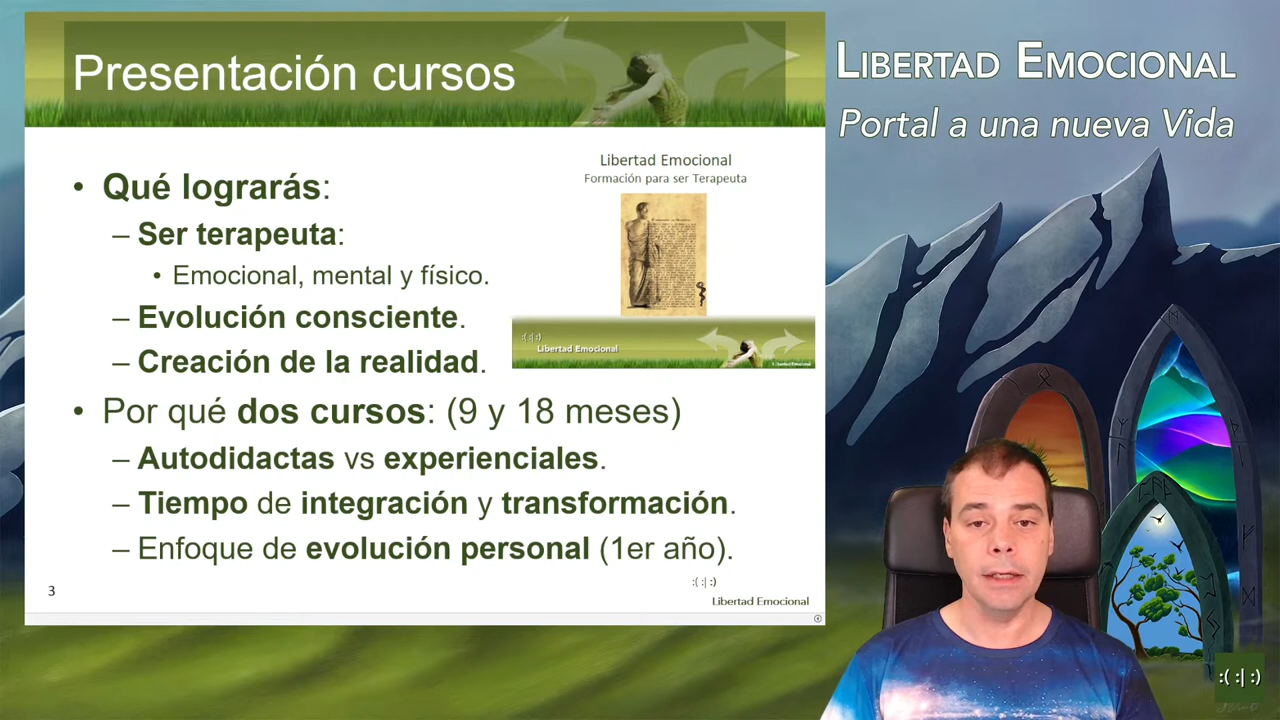 Presentación cursos
LIBERTAD EMOCIONAL
Portal a una nueva Vida
• Qué lograrás:
– Ser terapeuta:
• Emocional, mental y físico.
– Evolución consciente.
– Creación de la realidad.
Libertad Emocional
Formación para ser Terapeuta
:( :| :)
Libertad Emocional
Libertad Emocional
• Por qué dos cursos: (9 y 18 meses)
– Autodidactas vs experienciales.
– Tiempo de integración y transformación.
– Enfoque de evolución personal (1er año).
3
:( :| :)
Libertad Emocional
:( :| :)